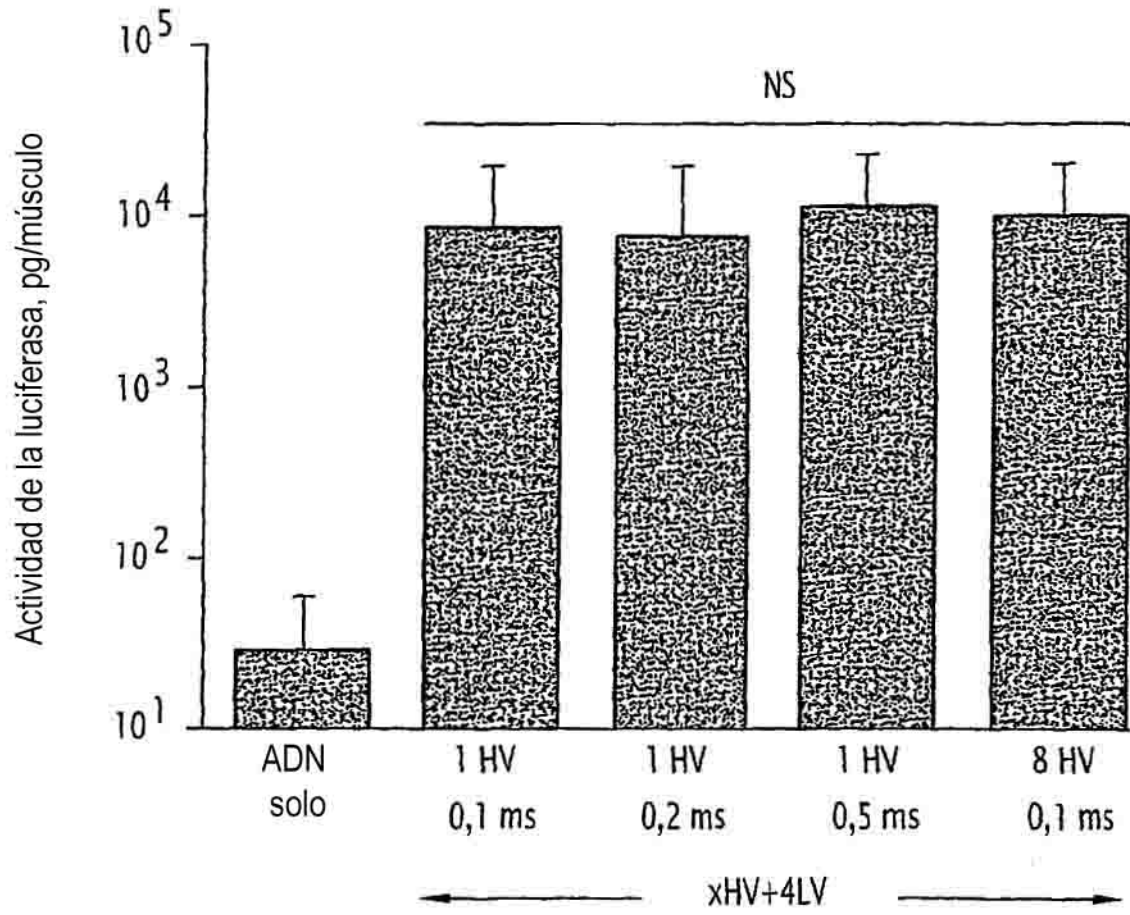 Actividad de la luciferasa, pg/músculo
10^5
10^4
10^3
10^2
10^1
NS
ADN solo
1 HV 0,1 ms
1 HV 0,2 ms
1 HV 0,5 ms
8 HV 0,1 ms
xHV+4LV